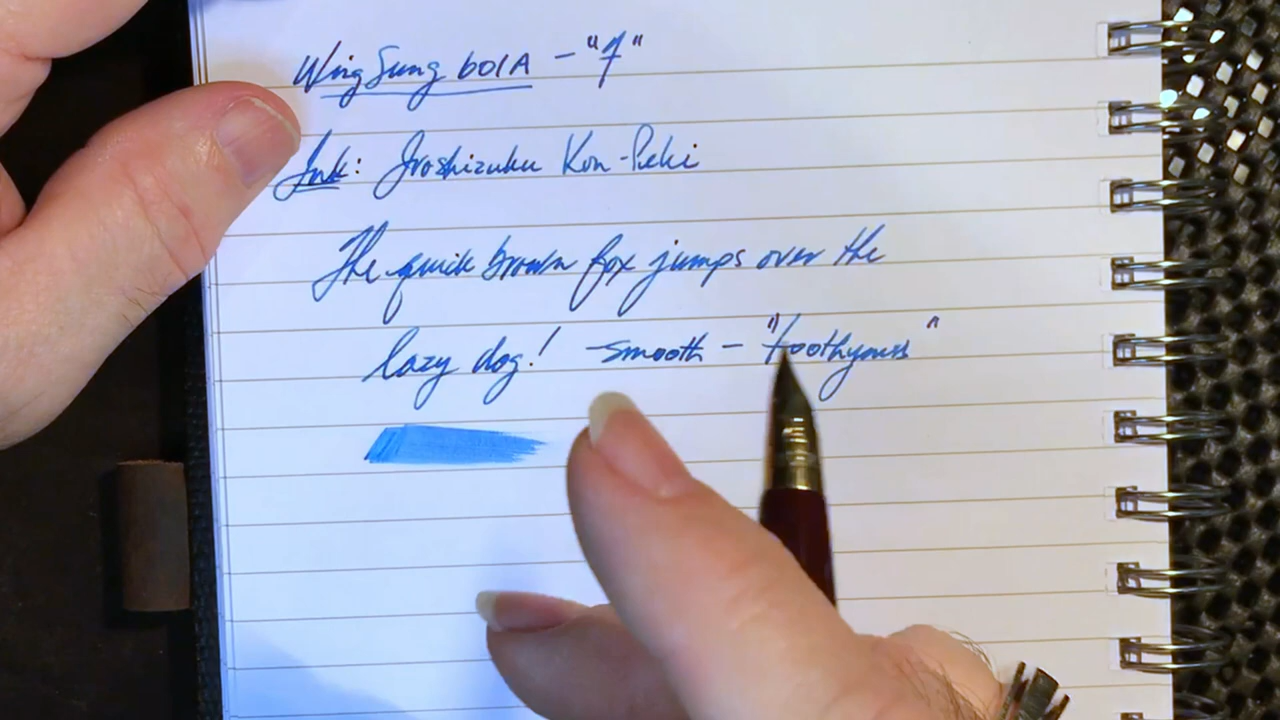 Wing Sung 601A - "f"
Ink: Iroshizuku Kon-Peki
The quick brown fox jumps over the
lazy dog! -smooth - "toothyness"